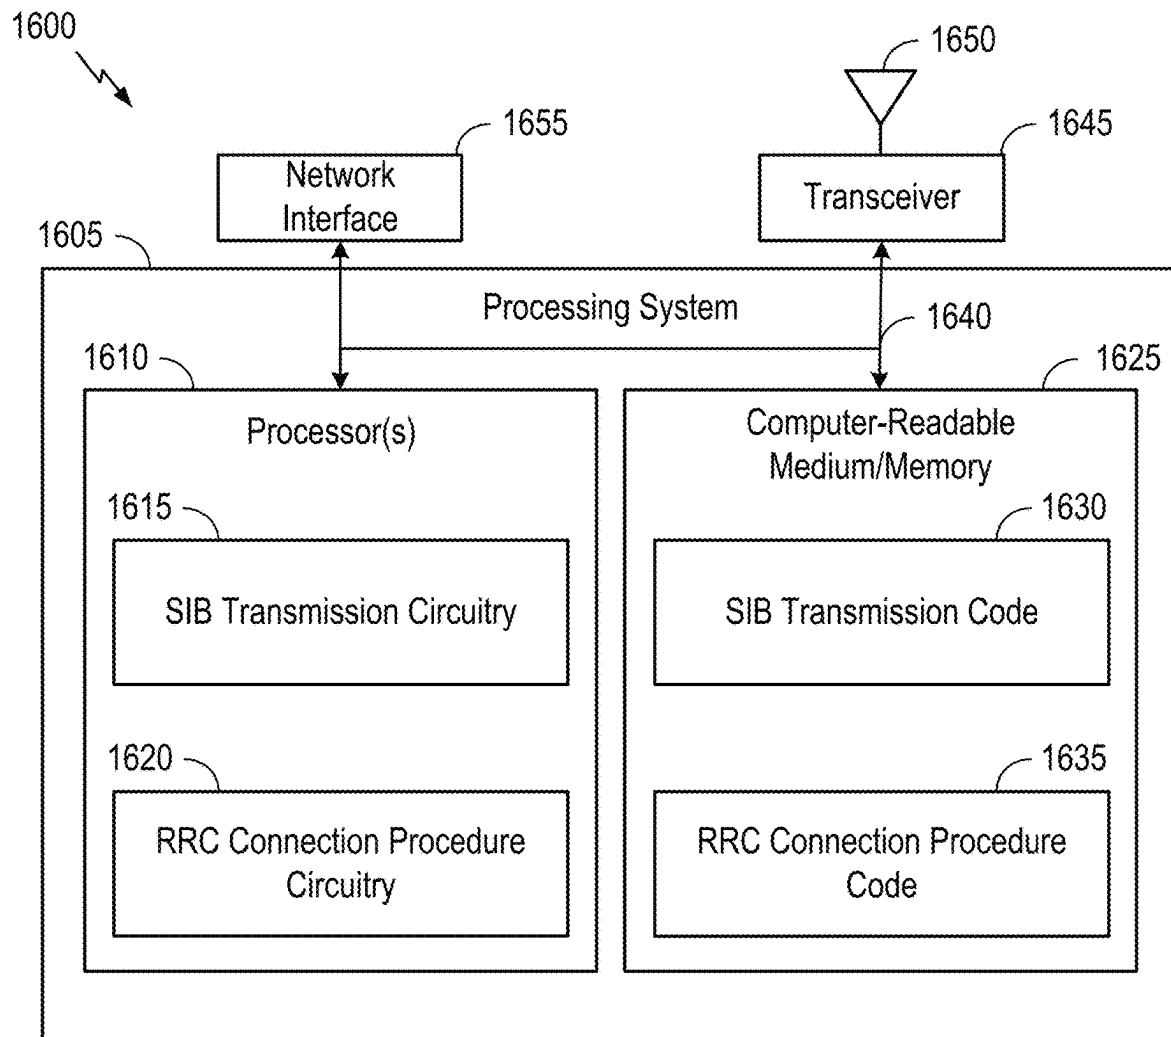 1600
1650
1655
1645
Network
Interface
Transceiver
1605
Processing System
1640
1610
1625
Processor(s)
Computer-Readable
Medium/Memory
1615
1630
SIB Transmission Circuitry
SIB Transmission Code
1620
1635
RRC Connection Procedure
Circuitry
RRC Connection Procedure
Code